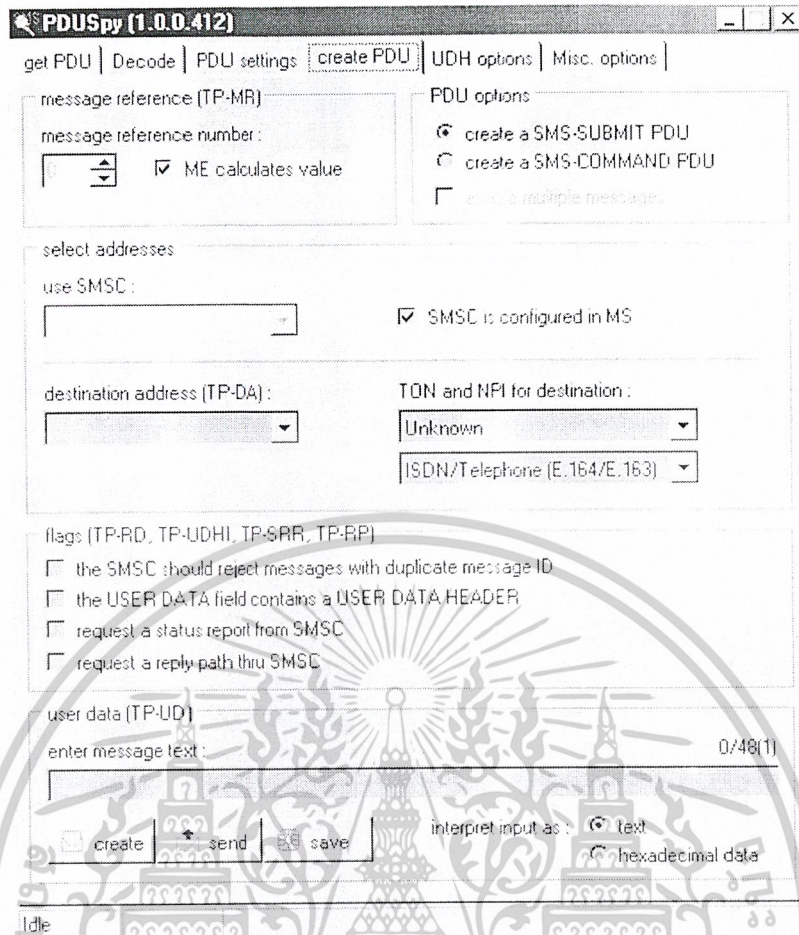 PDUSpy (1.0.0.412)
get PDU Decode PDU settings create PDU UDH options Misc. options
message reference (TP-MR)
message reference number :
ME calculates value
PDU options
create a SMS-SUBMIT PDU
create a SMS-COMMAND PDU
multiple messages
select addresses
use SMSC :
SMSC is configured in MS
destination address (TP-DA) :
TON and NPI for destination :
Unknown
ISDN/Telephone (E.164/E.163)
flags (TP-RD, TP-UDHI, TP-SRR, TP-RP)
the SMSC should reject messages with duplicate message ID
the USER DATA field contains a USER DATA HEADER
request a status report from SMSC
request a reply path thru SMSC
user data (TP-UD)
enter message text :
0/48(1)
create send save
interpret input as : text
hexadecimal data
Idle